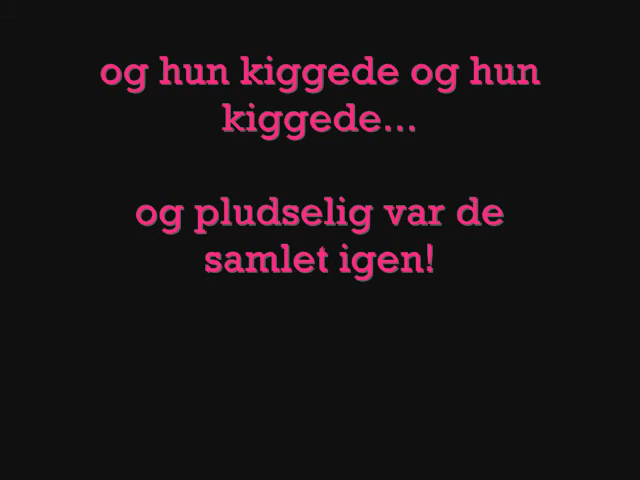 og hun kiggede og hun
kiggede...
og pludselig var de
samlet igen!